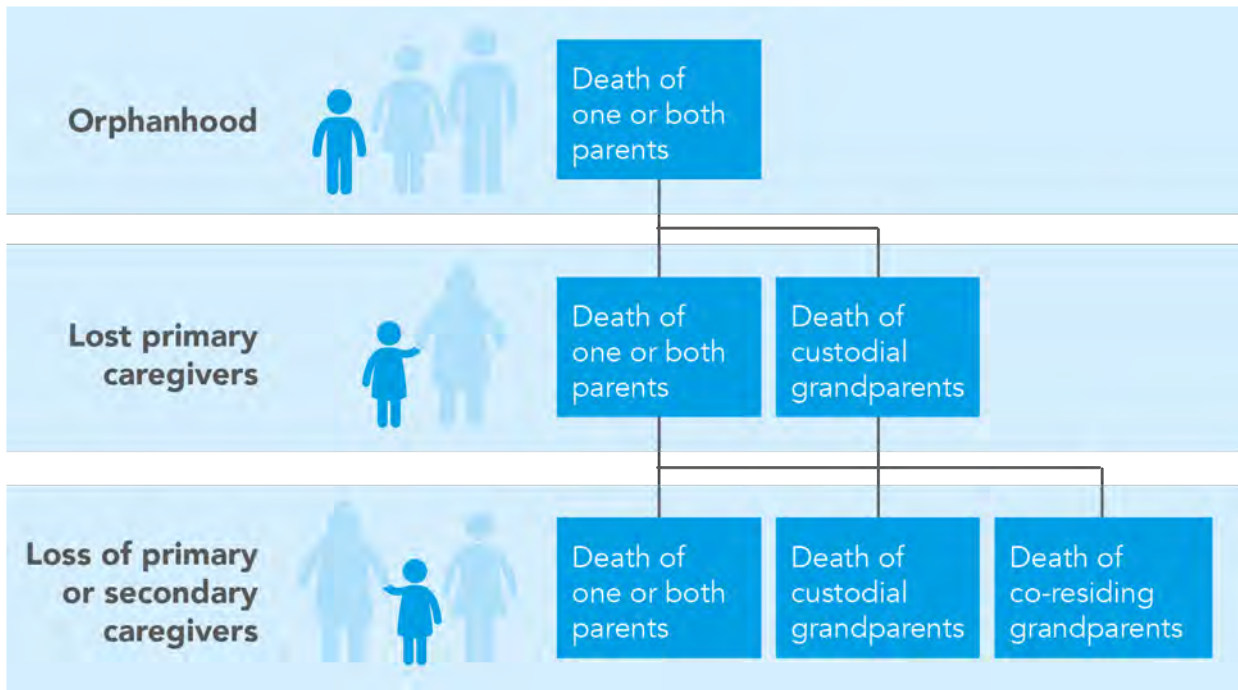 Orphanhood
Death of
one or both
parents
Lost primary
caregivers
Death of
one or both
parents
Death of
custodial
grandparents
Loss of primary
or secondary
caregivers
Death of
one or both
parents
Death of
custodial
grandparents
Death of
co-residing
grandparents